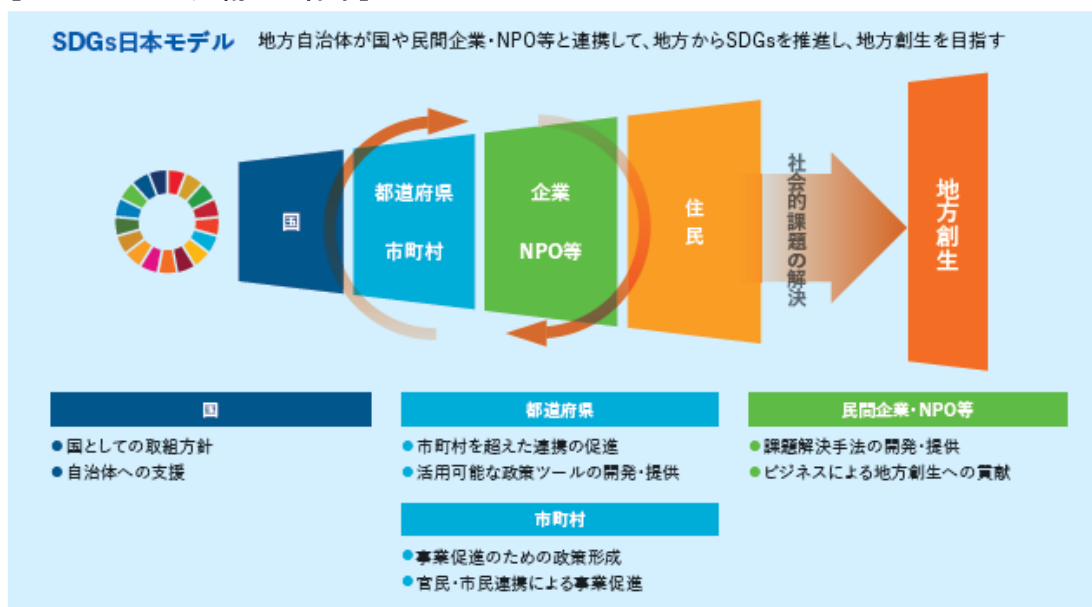 SDGs日本モデル 地方自治体が国や民間企業・NPO等と連携して、地方からSDGsを推進し、地方創生を目指す
国
都道府県
市町村
企業
NPO等
住民
社会的課題の解決
地方創生
国
●国としての取組方針
●自治体への支援
都道府県
●市町村を超えた連携の促進
●活用可能な政策ツールの開発・提供
市町村
●事業促進のための政策形成
●官民・市民連携による事業促進
民間企業・NPO等
●課題解決手法の開発・提供
●ビジネスによる地方創生への貢献